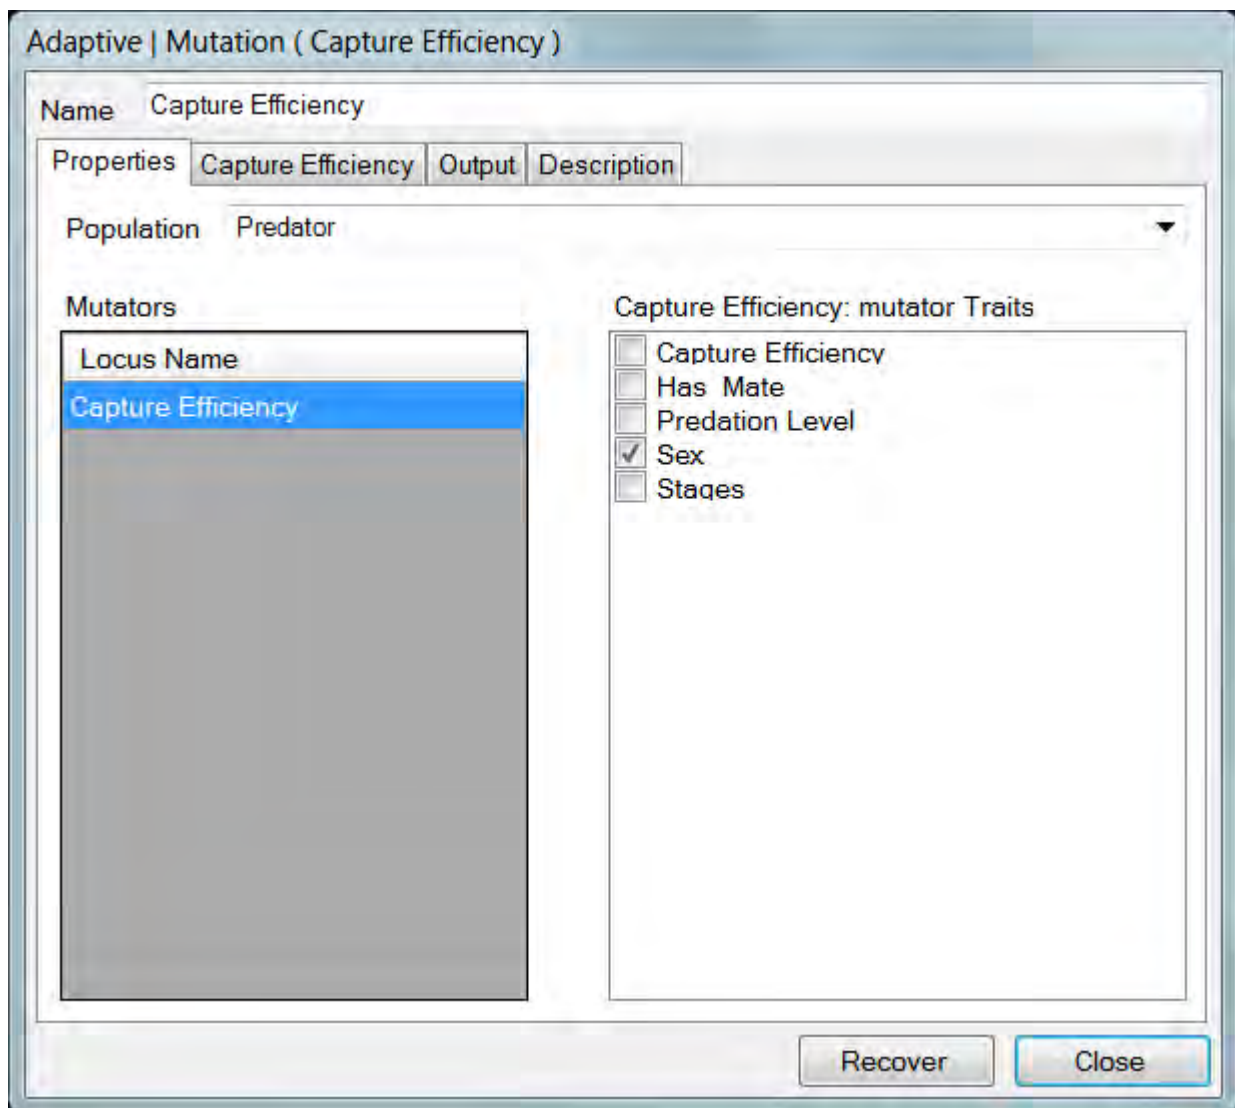 Adaptive | Mutation ( Capture Efficiency )
Name Capture Efficiency
Properties Capture Efficiency Output Description
Population Predator
Mutators
Locus Name
Capture Efficiency
Capture Efficiency: mutator Traits
Capture Efficiency
Has Mate
Predation Level
Sex
Stages
Recover Close